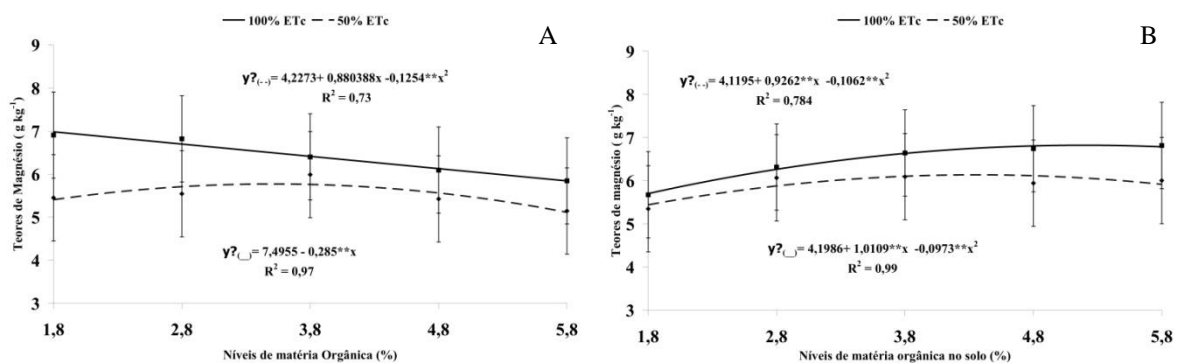 100% ETc 50% ETc
A
9
8
7
6
5
4
3
Teores de Magnésio ( g kg-1)
y?(- -)= 4,2273+ 0,880388x -0,1254**x2
R2 = 0,73
y?(__)= 7,4955 - 0,285**x
R2 = 0,97
1,8 2,8 3,8 4,8 5,8
Níveis de matéria Orgânica (%)
100% ETc 50% ETc
B
9
8
7
6
5
4
3
Teores de magnésio ( g kg-1)
y?(--)= 4,1195 + 0,9262**x -0,1062**x2
R2 = 0,784
y?(__)= 4,1986+ 1,0109**x -0,0973**x2
R2 = 0,99
1,8 2,8 3,8 4,8 5,8
Níveis de matéria orgânica no solo (%)